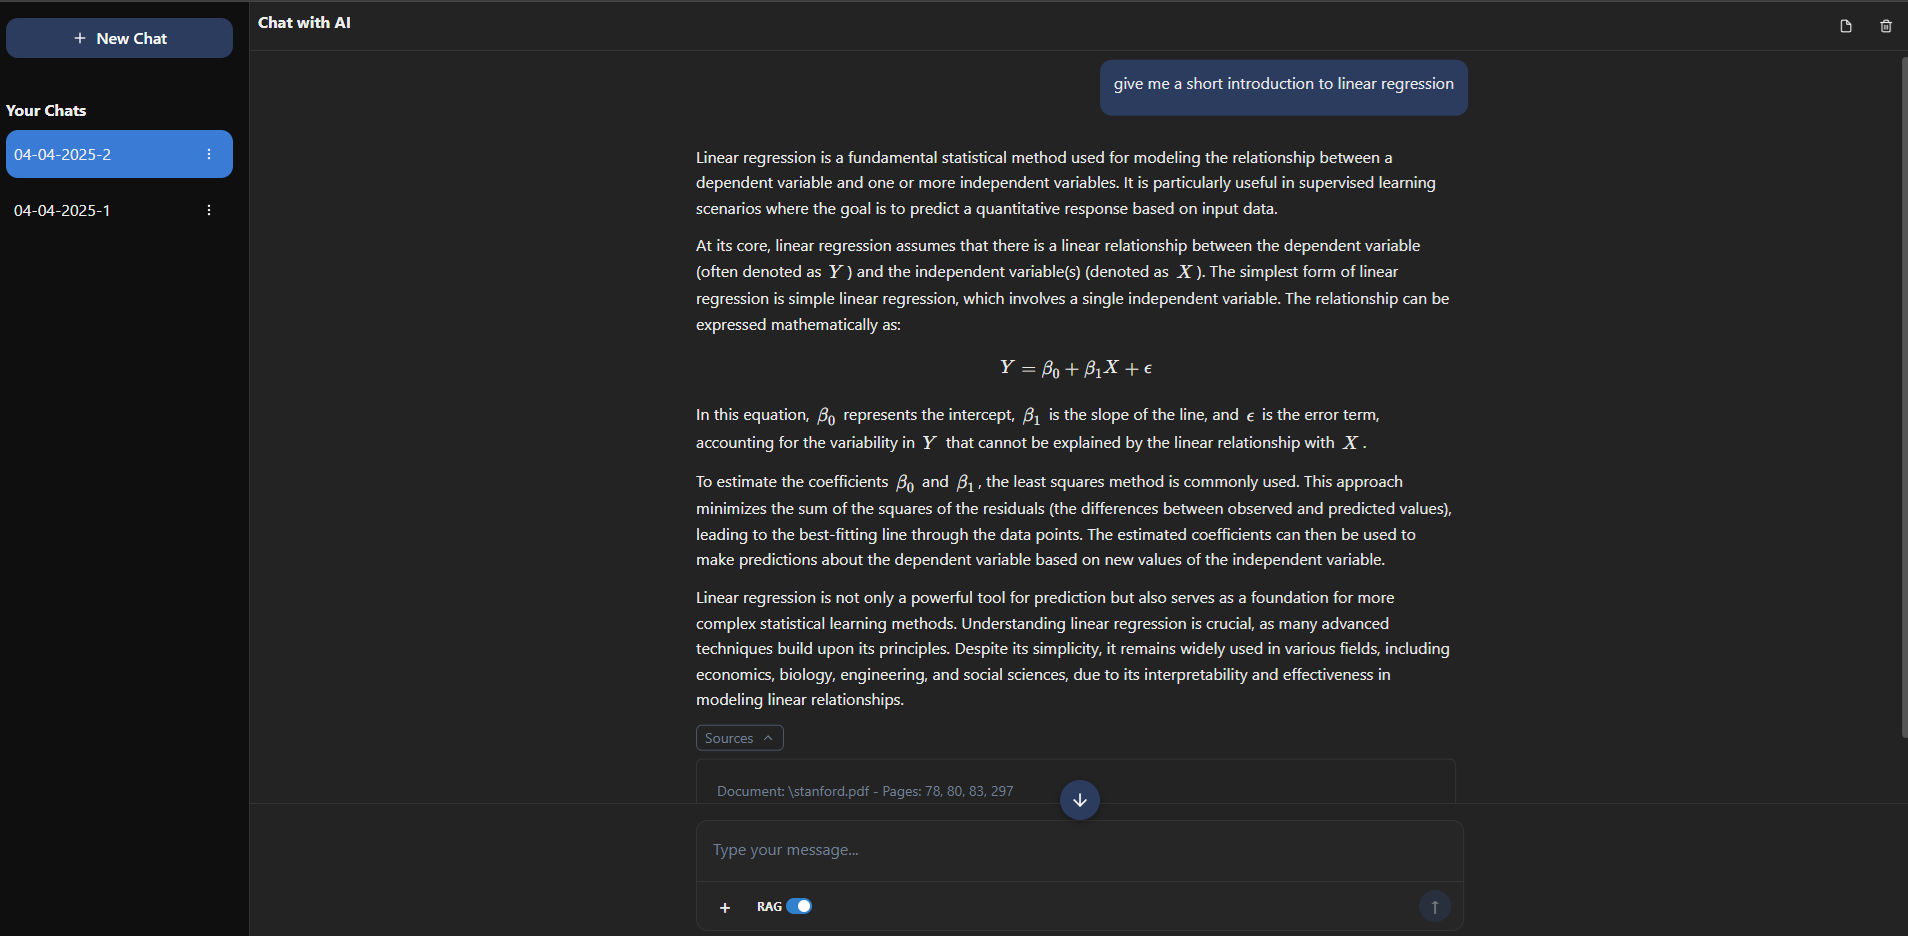 + New Chat
Your Chats
04-04-2025-2
04-04-2025-1
Chat with AI
give me a short introduction to linear regression
Linear regression is a fundamental statistical method used for modeling the relationship between a
dependent variable and one or more independent variables. It is particularly useful in supervised learning
scenarios where the goal is to predict a quantitative response based on input data.
At its core, linear regression assumes that there is a linear relationship between the dependent variable
(often denoted as Y ) and the independent variable(s) (denoted as X ). The simplest form of linear
regression is simple linear regression, which involves a single independent variable. The relationship can be
expressed mathematically as:
Y = β₀ + β₁X + ϵ
In this equation, β₀ represents the intercept, β₁ is the slope of the line, and ϵ is the error term,
accounting for the variability in Y that cannot be explained by the linear relationship with X .
To estimate the coefficients β₀ and β₁ , the least squares method is commonly used. This approach
minimizes the sum of the squares of the residuals (the differences between observed and predicted values),
leading to the best-fitting line through the data points. The estimated coefficients can then be used to
make predictions about the dependent variable based on new values of the independent variable.
Linear regression is not only a powerful tool for prediction but also serves as a foundation for more
complex statistical learning methods. Understanding linear regression is crucial, as many advanced
techniques build upon its principles. Despite its simplicity, it remains widely used in various fields, including
economics, biology, engineering, and social sciences, due to its interpretability and effectiveness in
modeling linear relationships.
Sources
Document: \stanford.pdf - Pages: 78, 80, 83, 297
Type your message...
+ RAG